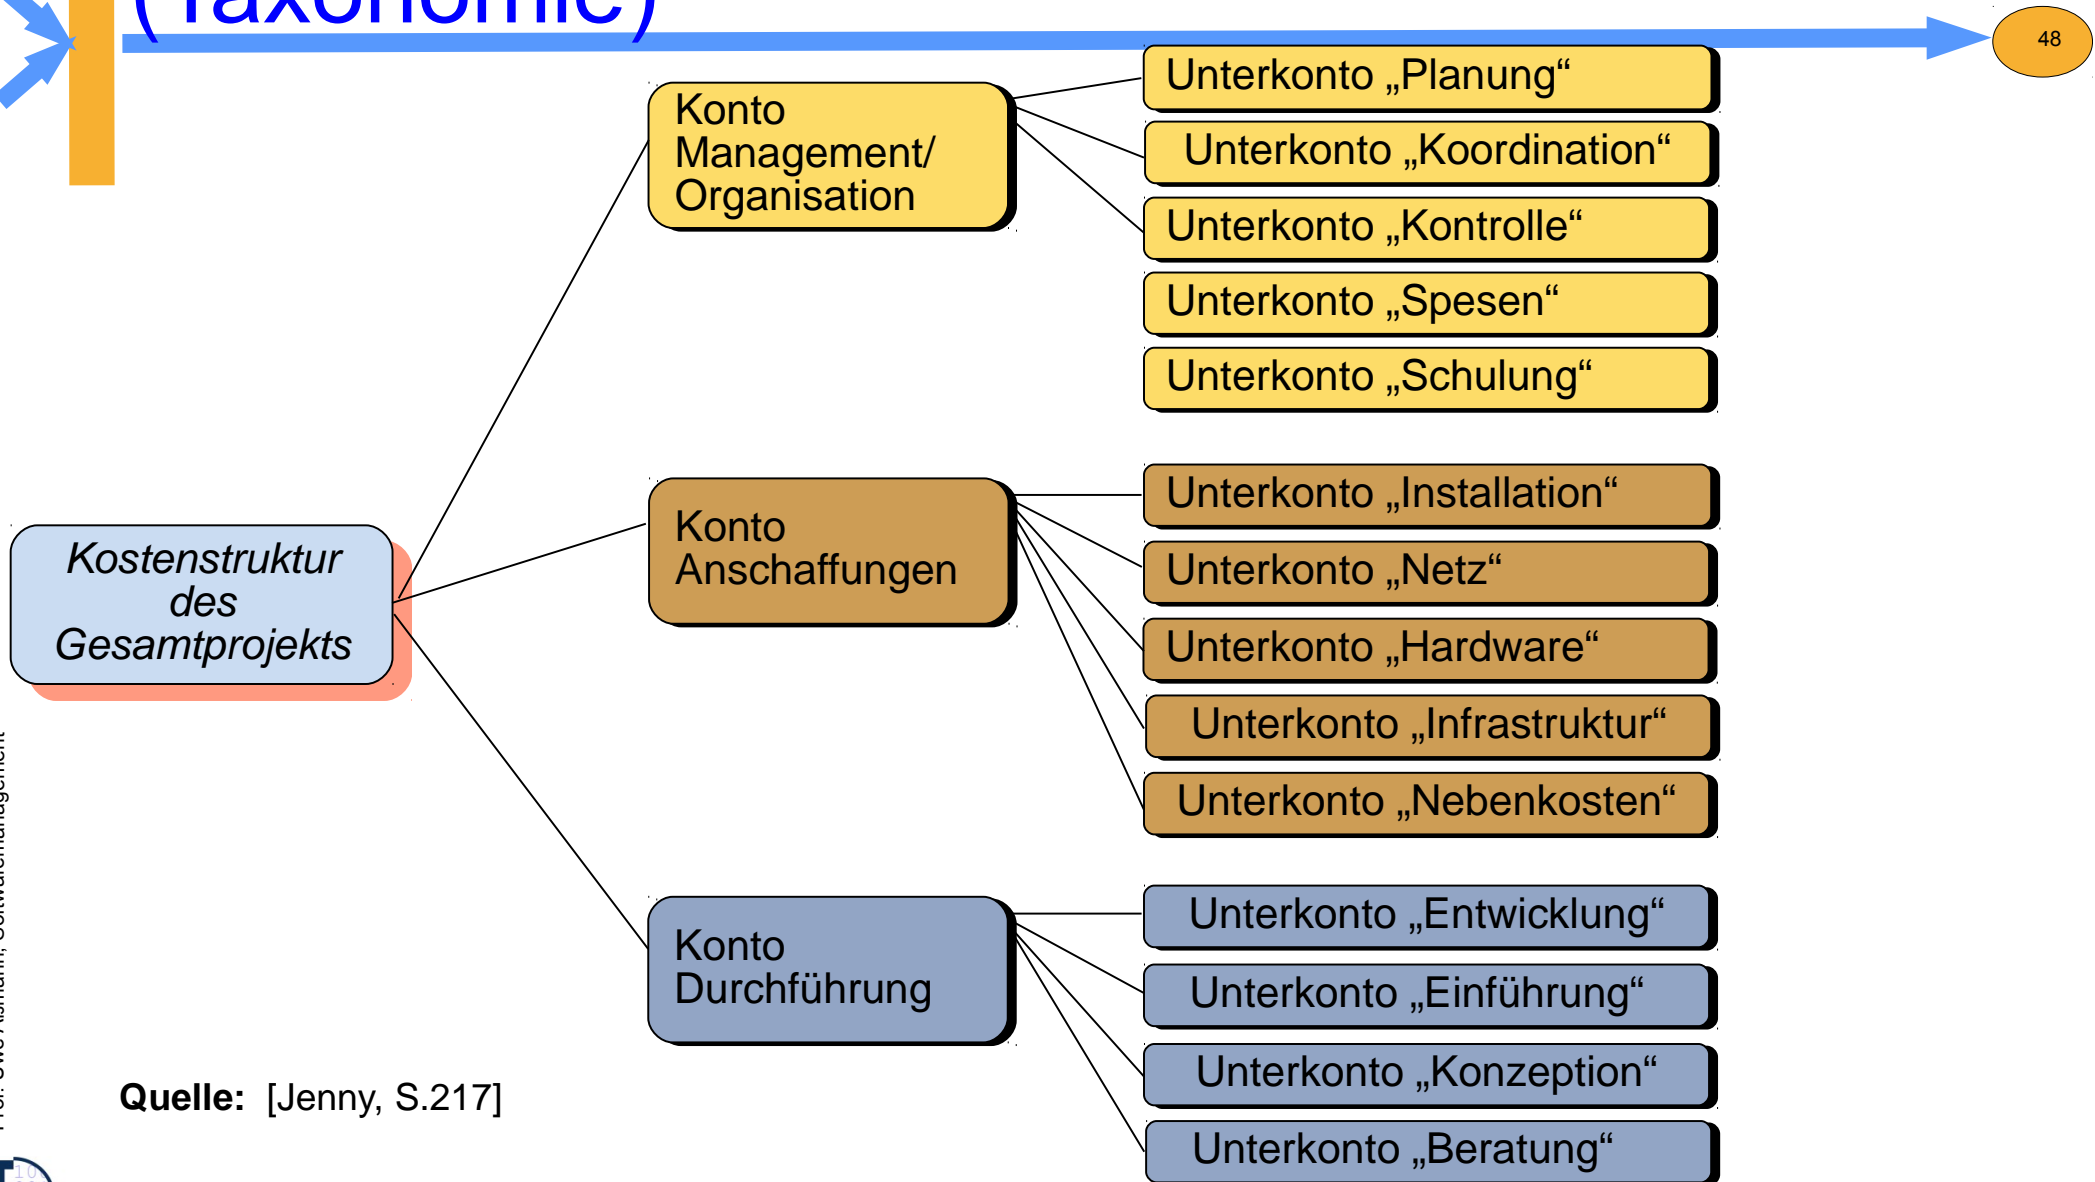 (Taxonomie)
48
Konto
Management/
Organisation
Unterkonto „Planung“
Unterkonto „Koordination“
Unterkonto „Kontrolle“
Unterkonto „Spesen“
Unterkonto „Schulung“
Kostenstruktur
des
Gesamtprojekts
Konto
Anschaffungen
Unterkonto „Installation“
Unterkonto „Netz“
Unterkonto „Hardware“
Unterkonto „Infrastruktur“
Unterkonto „Nebenkosten“
Konto
Durchführung
Unterkonto „Entwicklung“
Unterkonto „Einführung“
Unterkonto „Konzeption“
Unterkonto „Beratung“
Quelle: [Jenny, S.217]